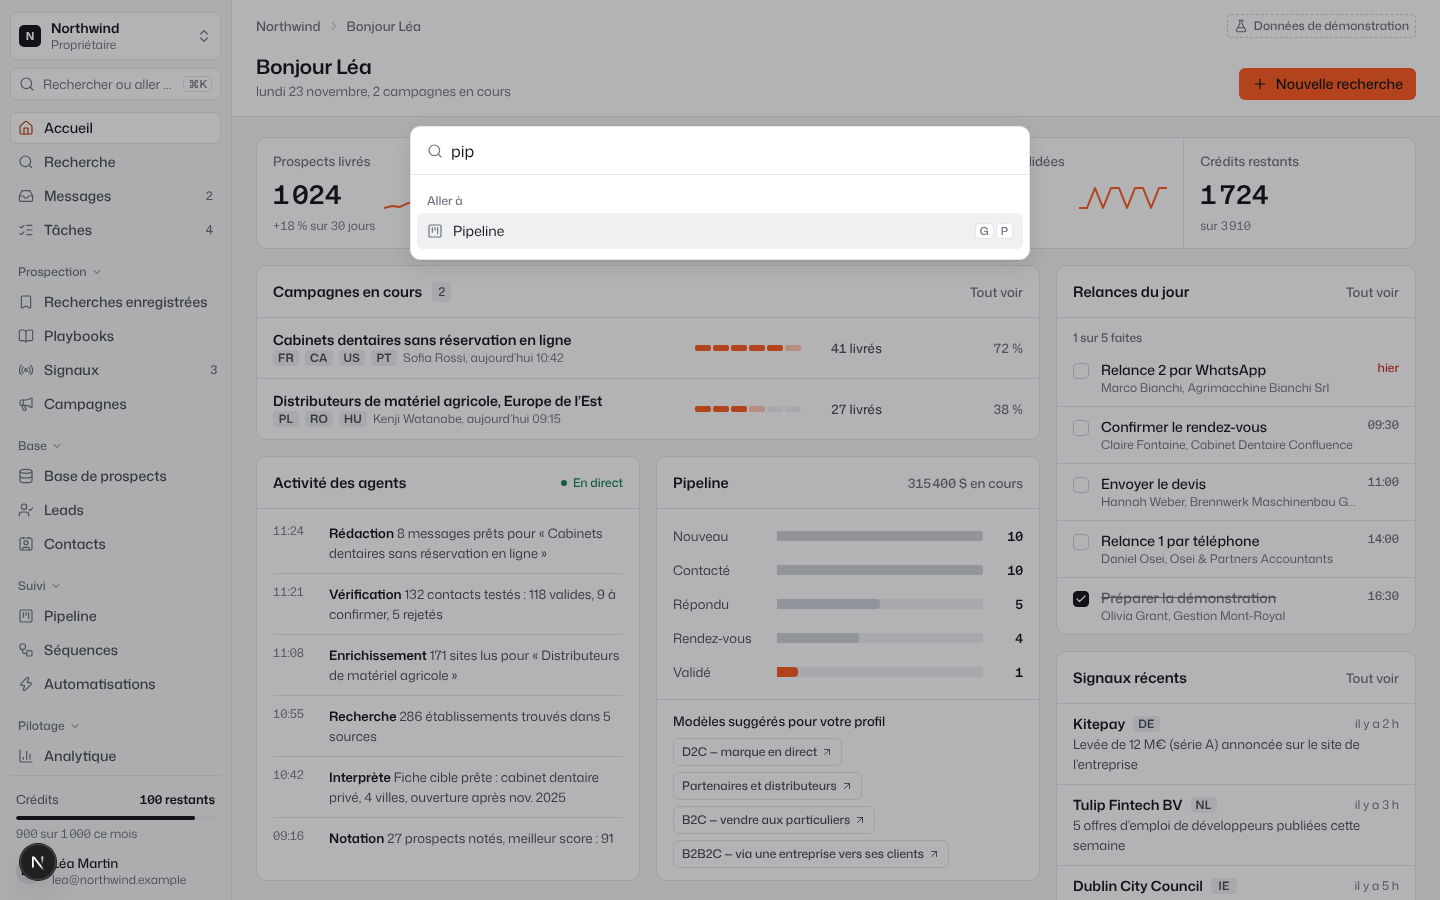 N
Northwind
Propriétaire
Rechercher ou aller ...
⌘K
Accueil
Recherche
Messages
2
Tâches
4
Prospection
Recherches enregistrées
Playbooks
Signaux
3
Campagnes
Base
Base de prospects
Leads
Contacts
Suivi
Pipeline
Séquences
Automatisations
Pilotage
Analytique
Crédits
100 restants
900 sur 1 000 ce mois
N
Léa Martin
lea@northwind.example
Northwind
Bonjour Léa
Données de démonstration
Bonjour Léa
lundi 23 novembre, 2 campagnes en cours
Nouvelle recherche
pip
Aller à
Pipeline
G
P
Prospects livrés
1 024
+18 % sur 30 jours
Crédits restants
1 724
sur 3 910
Campagnes en cours
2
Tout voir
Cabinets dentaires sans réservation en ligne
FR
CA
US
PT
Sofia Rossi, aujourd'hui 10:42
41 livrés
72 %
Distributeurs de matériel agricole, Europe de l'Est
PL
RO
HU
Kenji Watanabe, aujourd'hui 09:15
27 livrés
38 %
Activité des agents
En direct
11:24
Rédaction 8 messages prêts pour « Cabinets
dentaires sans réservation en ligne »
11:21
Vérification 132 contacts testés : 118 valides, 9 à
confirmer, 5 rejetés
11:08
Enrichissement 171 sites lus pour « Distributeurs
de matériel agricole »
10:55
Recherche 286 établissements trouvés dans 5
sources
10:42
Interprète Fiche cible prête : cabinet dentaire
privé, 4 villes, ouverture après nov. 2025
09:16
Notation 27 prospects notés, meilleur score : 91
Pipeline
315 400 $ en cours
Nouveau
10
Contacté
10
Répondu
5
Rendez-vous
4
Validé
1
Modèles suggérés pour votre profil
D2C – marque en direct
Partenaires et distributeurs
B2C – vendre aux particuliers
B2B2C – via une entreprise vers ses clients
Relances du jour
Tout voir
1 sur 5 faites
Relance 2 par WhatsApp
hier
Marco Bianchi, Agrimacchine Bianchi Srl
Confirmer le rendez-vous
09:30
Claire Fontaine, Cabinet Dentaire Confluence
Envoyer le devis
11:00
Hannah Weber, Brennwerk Maschinenbau G...
Relance 1 par téléphone
14:00
Daniel Osei, Osei & Partners Accountants
Préparer la démonstration
16:30
Olivia Grant, Gestion Mont-Royal
Signaux récents
Tout voir
Kitepay
DE
il y a 2 h
Levée de 12 M€ (série A) annoncée sur le site de
l'entreprise
Tulip Fintech BV
NL
il y a 3 h
5 offres d'emploi de développeurs publiées cette
semaine
Dublin City Council
IE
il y a 5 h